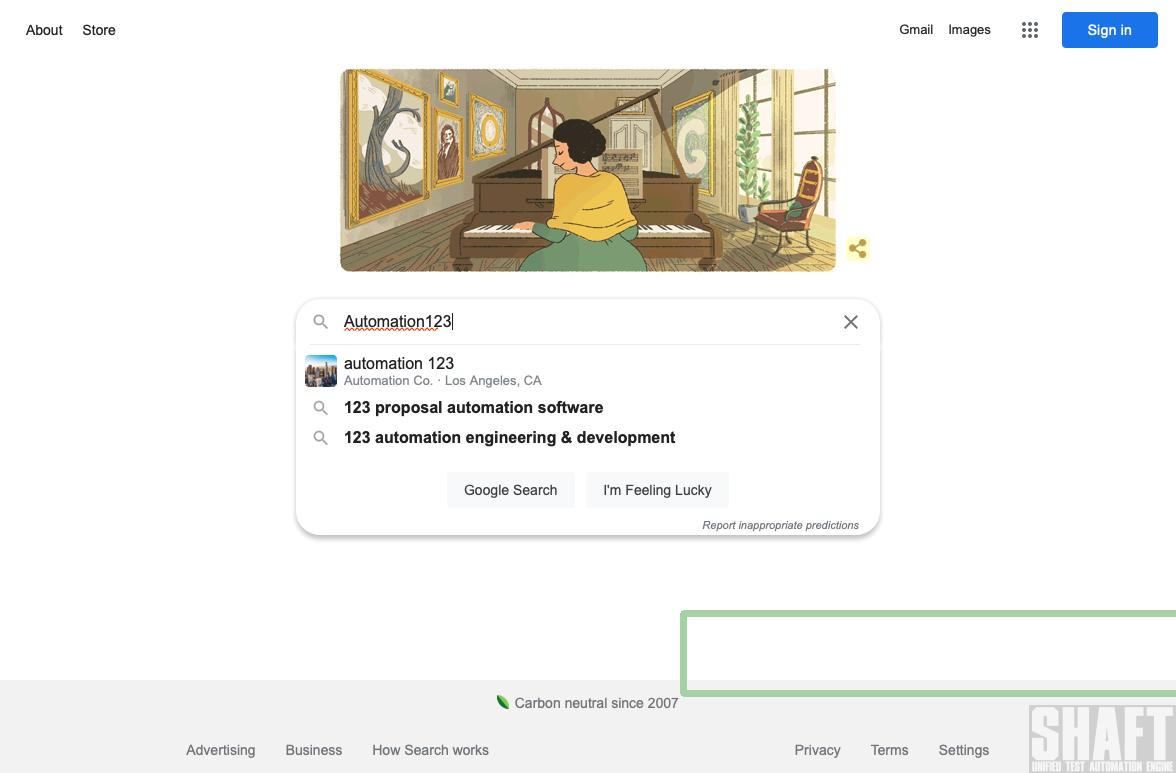 About Store
Gmail Images
Sign in
G
Automation123
automation 123
Automation Co. · Los Angeles, CA
123 proposal automation software
123 automation engineering & development
Google Search I'm Feeling Lucky
Report inappropriate predictions
Carbon neutral since 2007
Advertising Business How Search works
Privacy Terms Settings
SHAFT
UNIFIED TEST AUTOMATION ENGINE